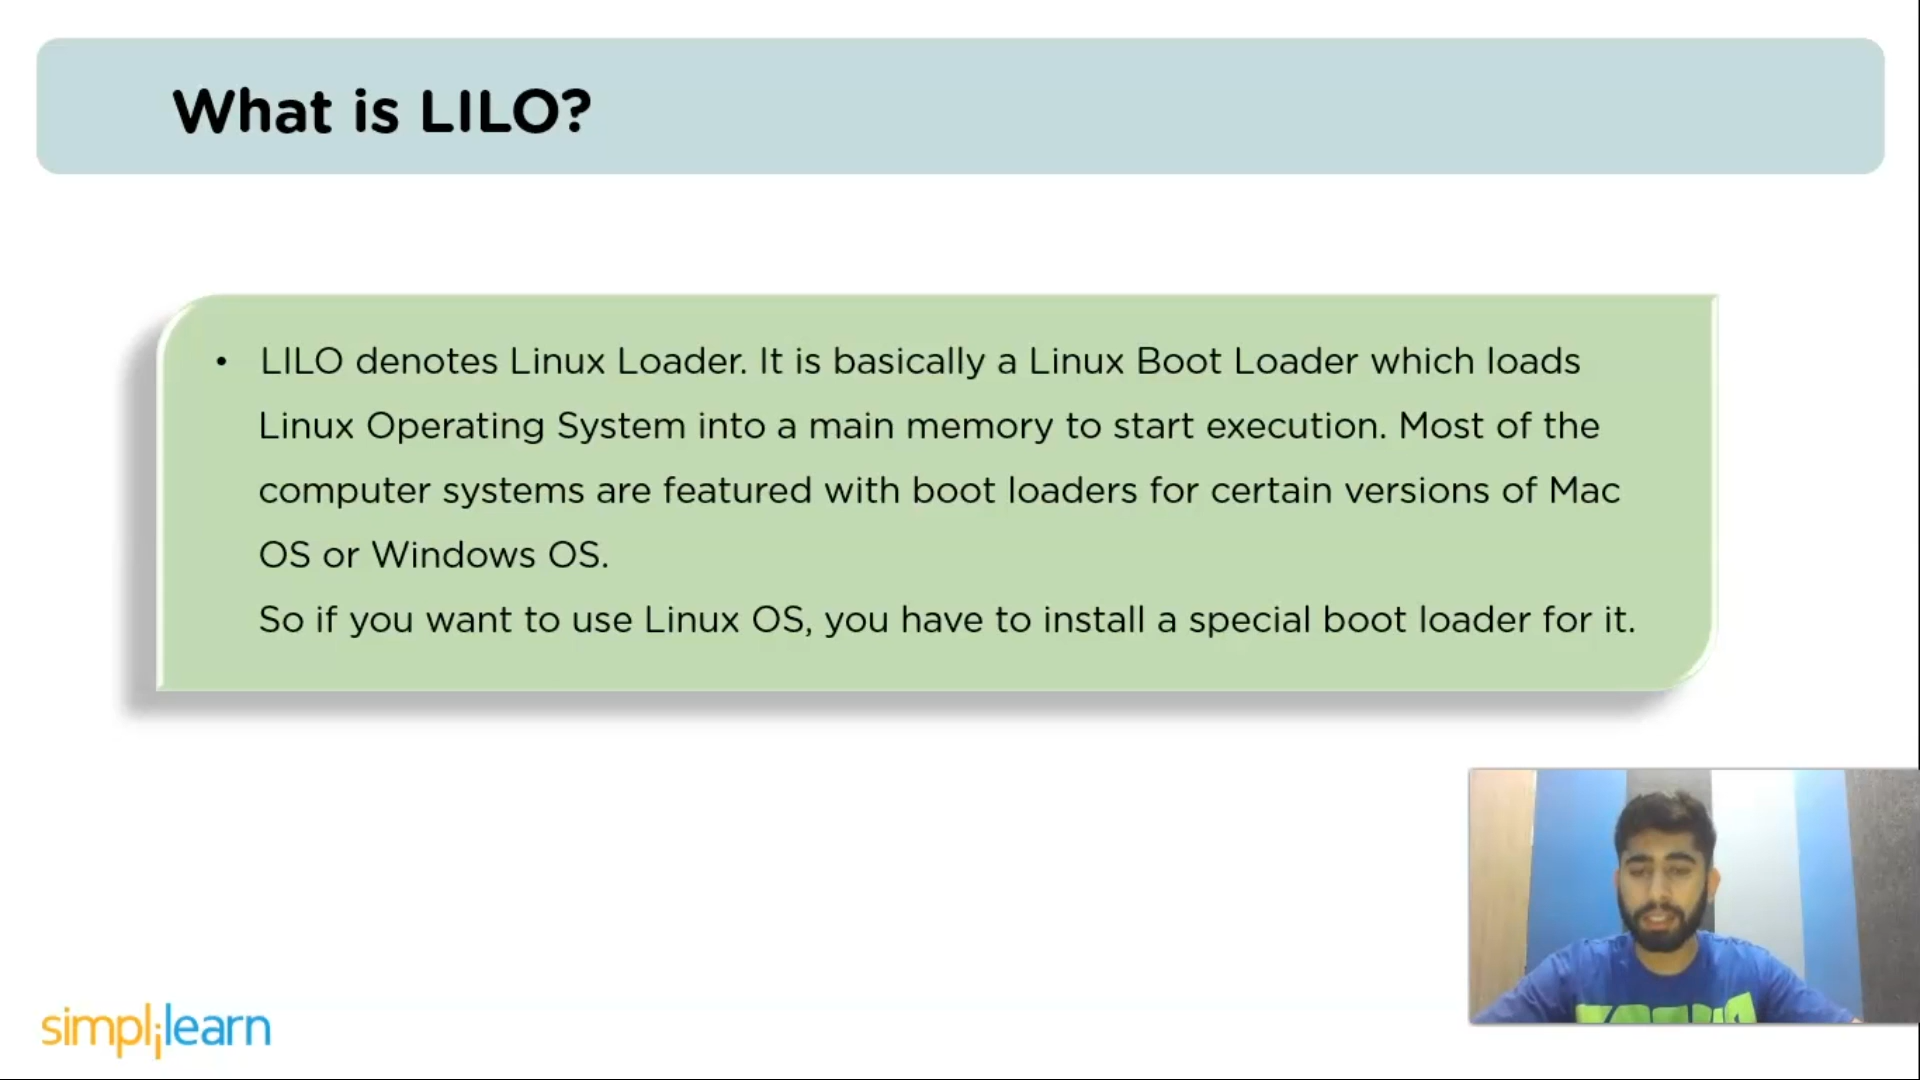 What is LILO?
• LILO denotes Linux Loader. It is basically a Linux Boot Loader which loads
Linux Operating System into a main memory to start execution. Most of the
computer systems are featured with boot loaders for certain versions of Mac
OS or Windows OS.
So if you want to use Linux OS, you have to install a special boot loader for it.
simplilearn